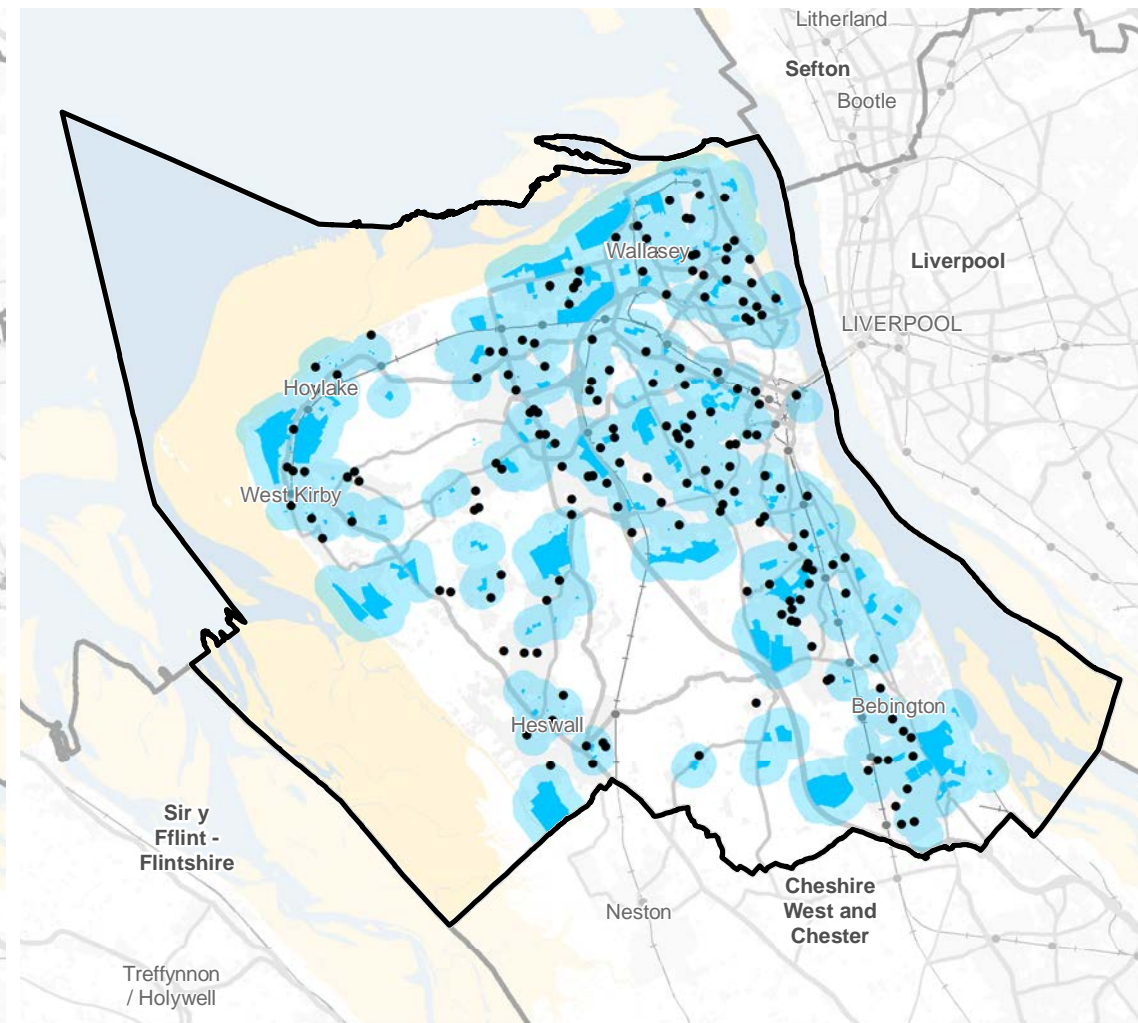 Litherland
Sefton
Bootle
Wallasey
Liverpool
LIVERPOOL
Hoylake
West Kirby
Bebington
Heswall
Sir y
Fflint -
Flintshire
Cheshire
West and
Chester
Neston
Treffynnon
/ Holywell